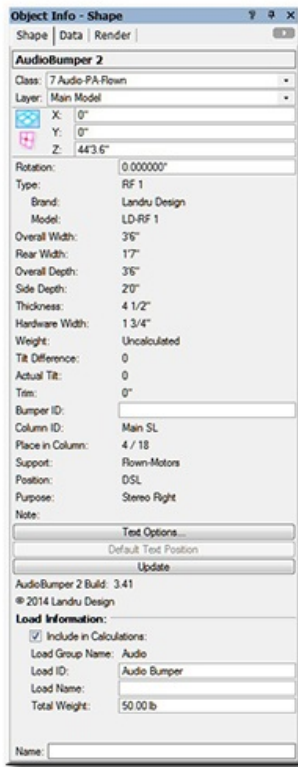 Object Info - Shape
Shape Data Render
AudioBumper 2
Class: 7 Audio-PA-Flown
Layer: Main Model
X: 0"
Y: 0"
Z: 44'3.6"
Rotation: 0.000000°
Type: RF 1
Brand: Landru Design
Model: LD-RF 1
Overall Width: 3'6"
Rear Width: 1'7"
Overall Depth: 3'6"
Side Depth: 2'0"
Thickness: 4 1/2"
Hardware Width: 1 3/4"
Weight: Uncalculated
Tilt Difference: 0
Actual Tilt: 0
Trim: 0"
Bumper ID:
Column ID: Main SL
Place in Column: 4 / 18
Support: Flown-Motors
Position: DSL
Purpose: Stereo Right
Note:
Text Options...
Default Text Position
Update
AudioBumper 2 Build: 3.41
© 2014 Landru Design
Load Information:
Include in Calculations:
Load Group Name: Audio
Load ID: Audio Bumper
Load Name:
Total Weight: 50.00 lb
Name: